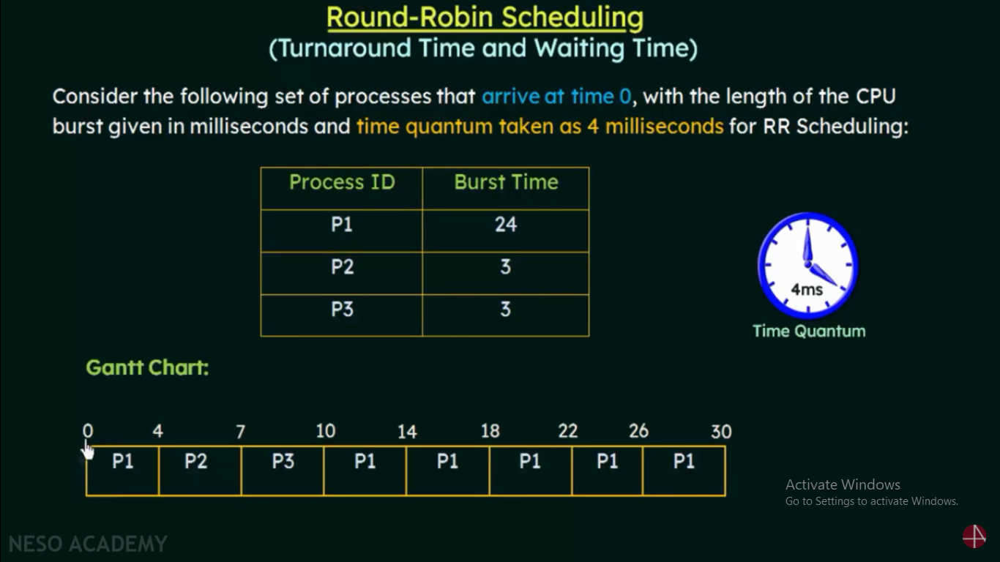 Round-Robin Scheduling
(Turnaround Time and Waiting Time)
Consider the following set of processes that arrive at time 0, with the length of the CPU
burst given in milliseconds and time quantum taken as 4 milliseconds for RR Scheduling:
Process ID Burst Time
P1 24
P2 3
P3 3
4ms
Time Quantum
Gantt Chart:
0 4 7 10 14 18 22 26 30
P1 P2 P3 P1 P1 P1 P1 P1
Activate Windows
Go to Settings to activate Windows.
NESO ACADEMY